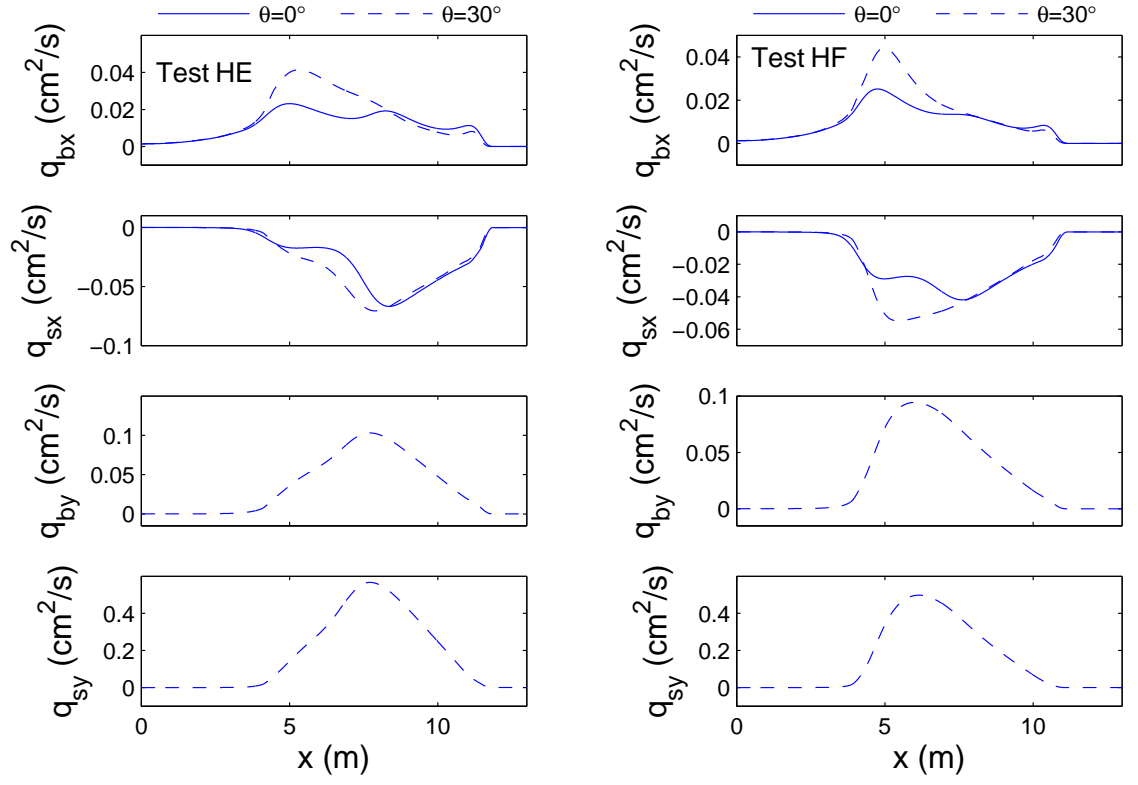 θ=0° θ=30° θ=0° θ=30°
Test HE
q_bx (cm²/s)
0.04
0.02
0
Test HF
q_bx (cm²/s)
0.04
0.02
0
q_sx (cm²/s)
0
−0.05
−0.1
q_sx (cm²/s)
0
−0.02
−0.04
−0.06
q_by (cm²/s)
0.1
0.05
0
q_by (cm²/s)
0.1
0.05
0
q_sy (cm²/s)
0.4
0.2
0
0 5 10
x (m)
q_sy (cm²/s)
0.4
0.2
0
0 5 10
x (m)